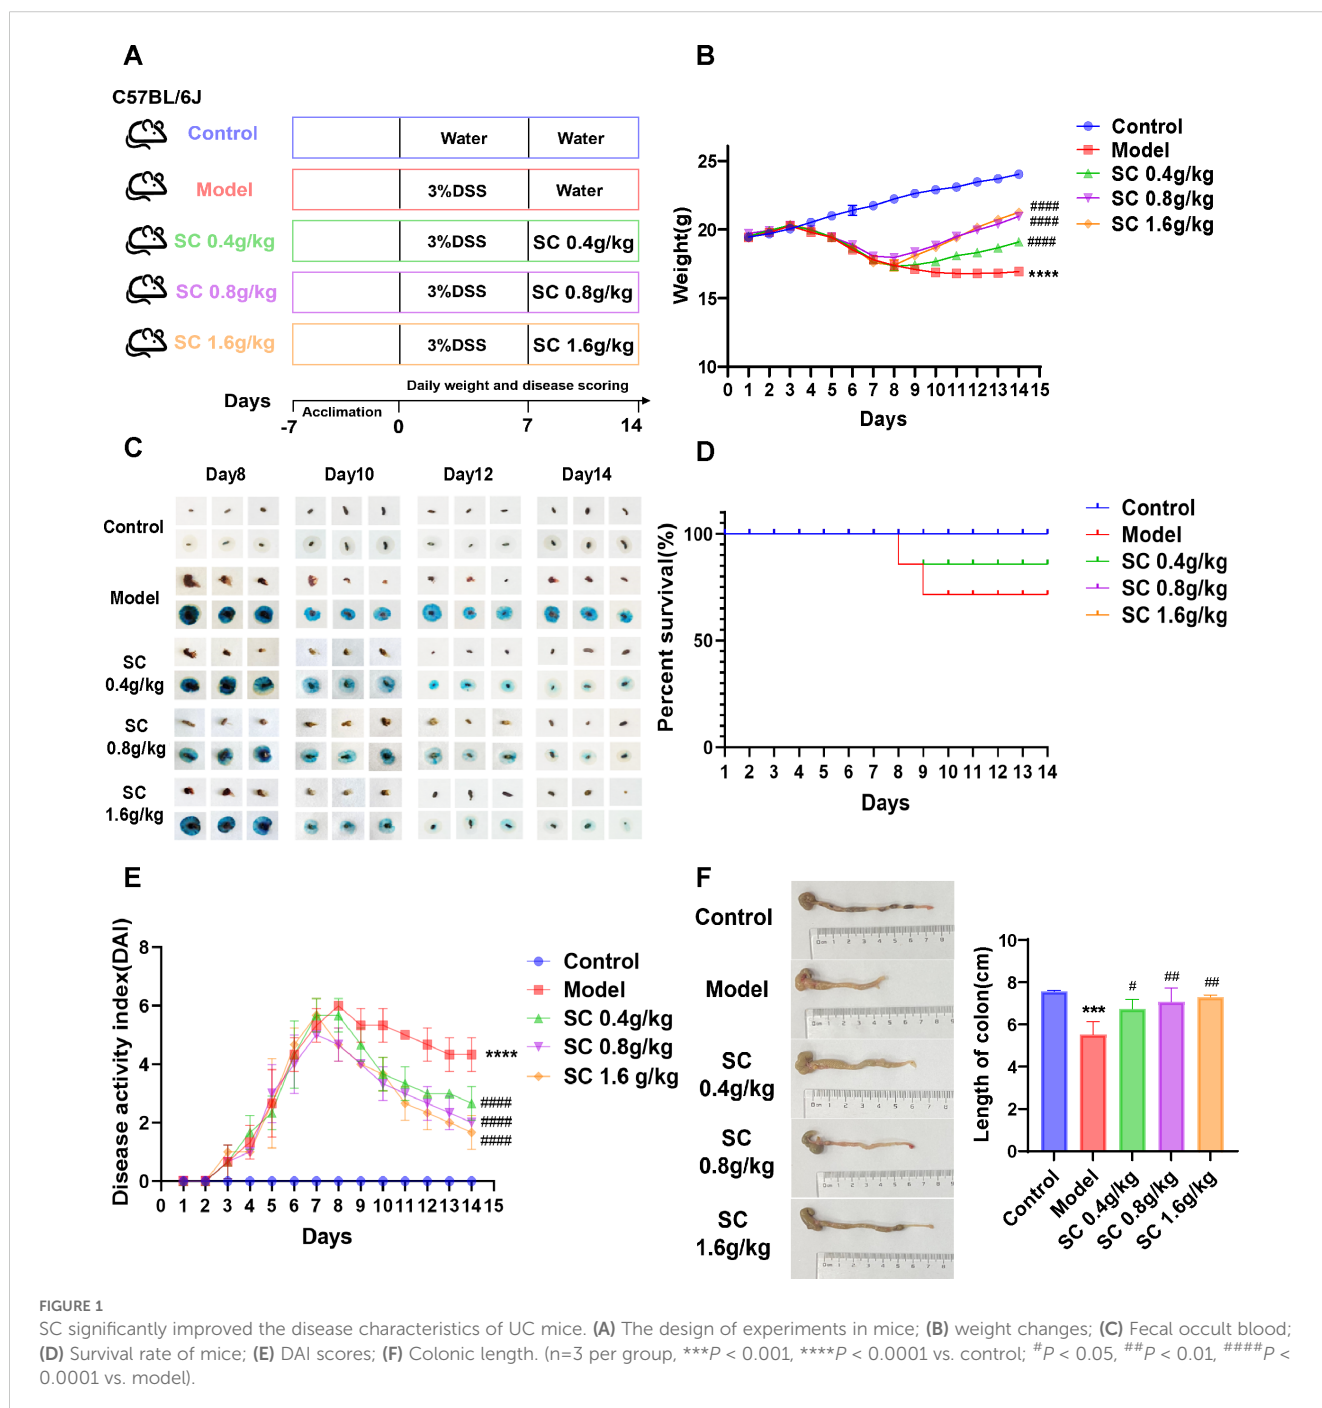 A
C57BL/6J
Control
Water
Water
Model
3%DSS
Water
SC 0.4g/kg
3%DSS
SC 0.4g/kg
SC 0.8g/kg
3%DSS
SC 0.8g/kg
SC 1.6g/kg
3%DSS
SC 1.6g/kg
Daily weight and disease scoring
Days
Acclimation
-7
0
7
14
B
Control
Model
SC 0.4g/kg
SC 0.8g/kg
SC 1.6g/kg
Weight(g)
25
20
15
10
####
####
####
****
0 1 2 3 4 5 6 7 8 9 10 11 12 13 14 15
Days
C
Day8 Day10 Day12 Day14
Control
Model
SC
0.4g/kg
SC
0.8g/kg
SC
1.6g/kg
D
Control
Model
SC 0.4g/kg
SC 0.8g/kg
SC 1.6g/kg
Percent survival(%)
100
50
0
1 2 3 4 5 6 7 8 9 10 11 12 13 14
Days
E
Disease activity index(DAI)
8
6
4
2
0
Control
Model
SC 0.4g/kg
SC 0.8g/kg
SC 1.6 g/kg
****
####
####
####
0 1 2 3 4 5 6 7 8 9 10 11 12 13 14 15
Days
F
Control
Model
SC
0.4g/kg
SC
0.8g/kg
SC
1.6g/kg
Length of colon(cm)
10
8
6
4
2
0
***
#
##
##
Control
Model
SC 0.4g/kg
SC 0.8g/kg
SC 1.6g/kg
FIGURE 1
SC significantly improved the disease characteristics of UC mice. (A) The design of experiments in mice; (B) weight changes; (C) Fecal occult blood;
(D) Survival rate of mice; (E) DAI scores; (F) Colonic length. (n=3 per group, ***P < 0.001, ****P < 0.0001 vs. control; #P < 0.05, ##P < 0.01, ####P <
0.0001 vs. model).